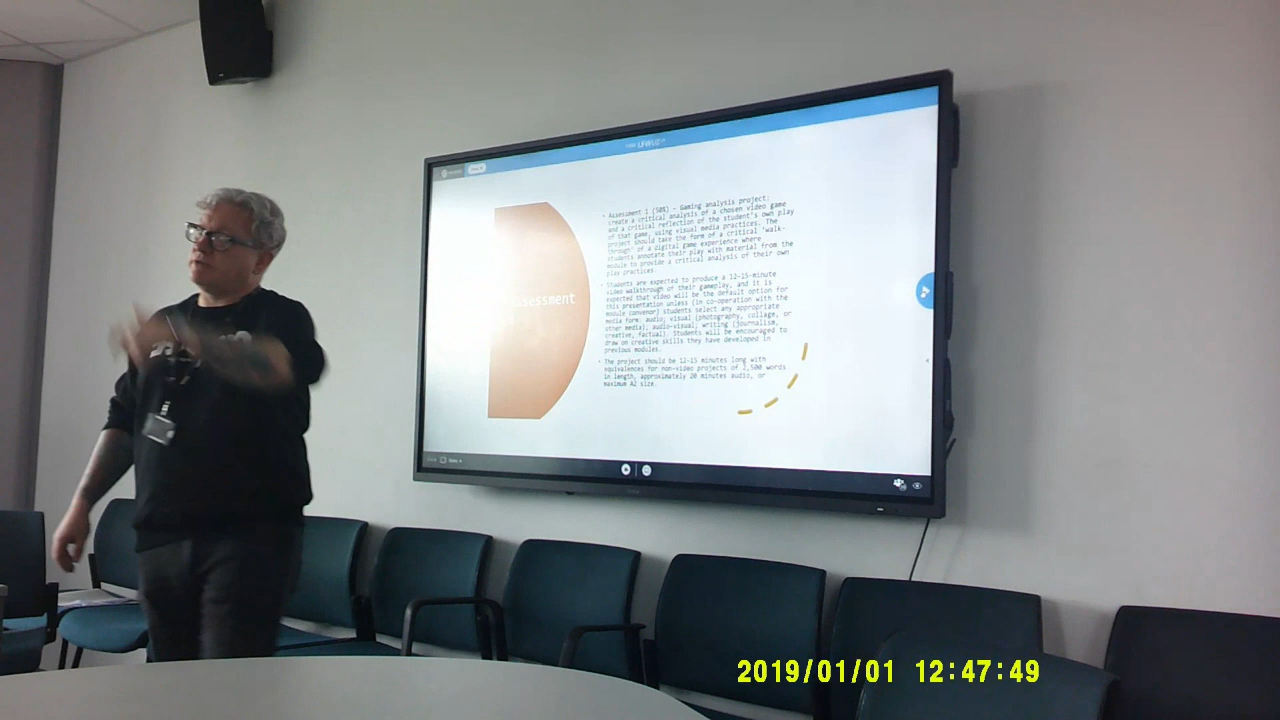 Assessment
• Assessment 1 (50%) – Gaming analysis project:
create a critical analysis of a chosen video game
and a critical reflection of the student's own play
of that game, using visual media practices. The
project should take the form of a critical 'walk-
through' of a digital game experience where
students annotate their play with material from the
module to provide a critical analysis of their own
play practices.
• Students are expected to produce a 12-15-minute
video walkthrough of their gameplay, and it is
expected that video will be the default option for
this presentation unless (in co-operation with the
module convenor) students select any appropriate
media form: audio; visual (photography, collage, or
other media); audio-visual; writing (journalism,
creative, factual). Students will be encouraged to
draw on creative skills they have developed in
previous modules.
• The project should be 12-15 minutes long with
equivalences for non-video projects of 2,500 words
in length, approximately 20 minutes audio, or
maximum A2 size.
2019/01/01 12:47:49